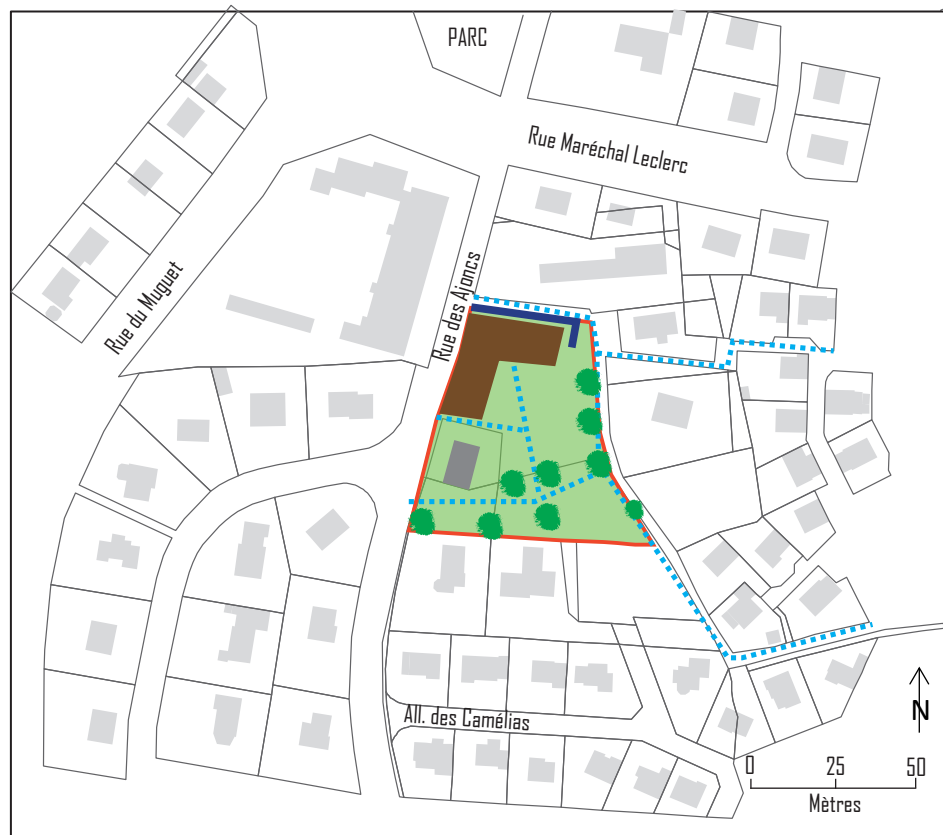 PARC
Rue Maréchal Leclerc
Rue du Muguet
Rue des Ajoncs
All. des Camélias
N
0 25 50
Mètres